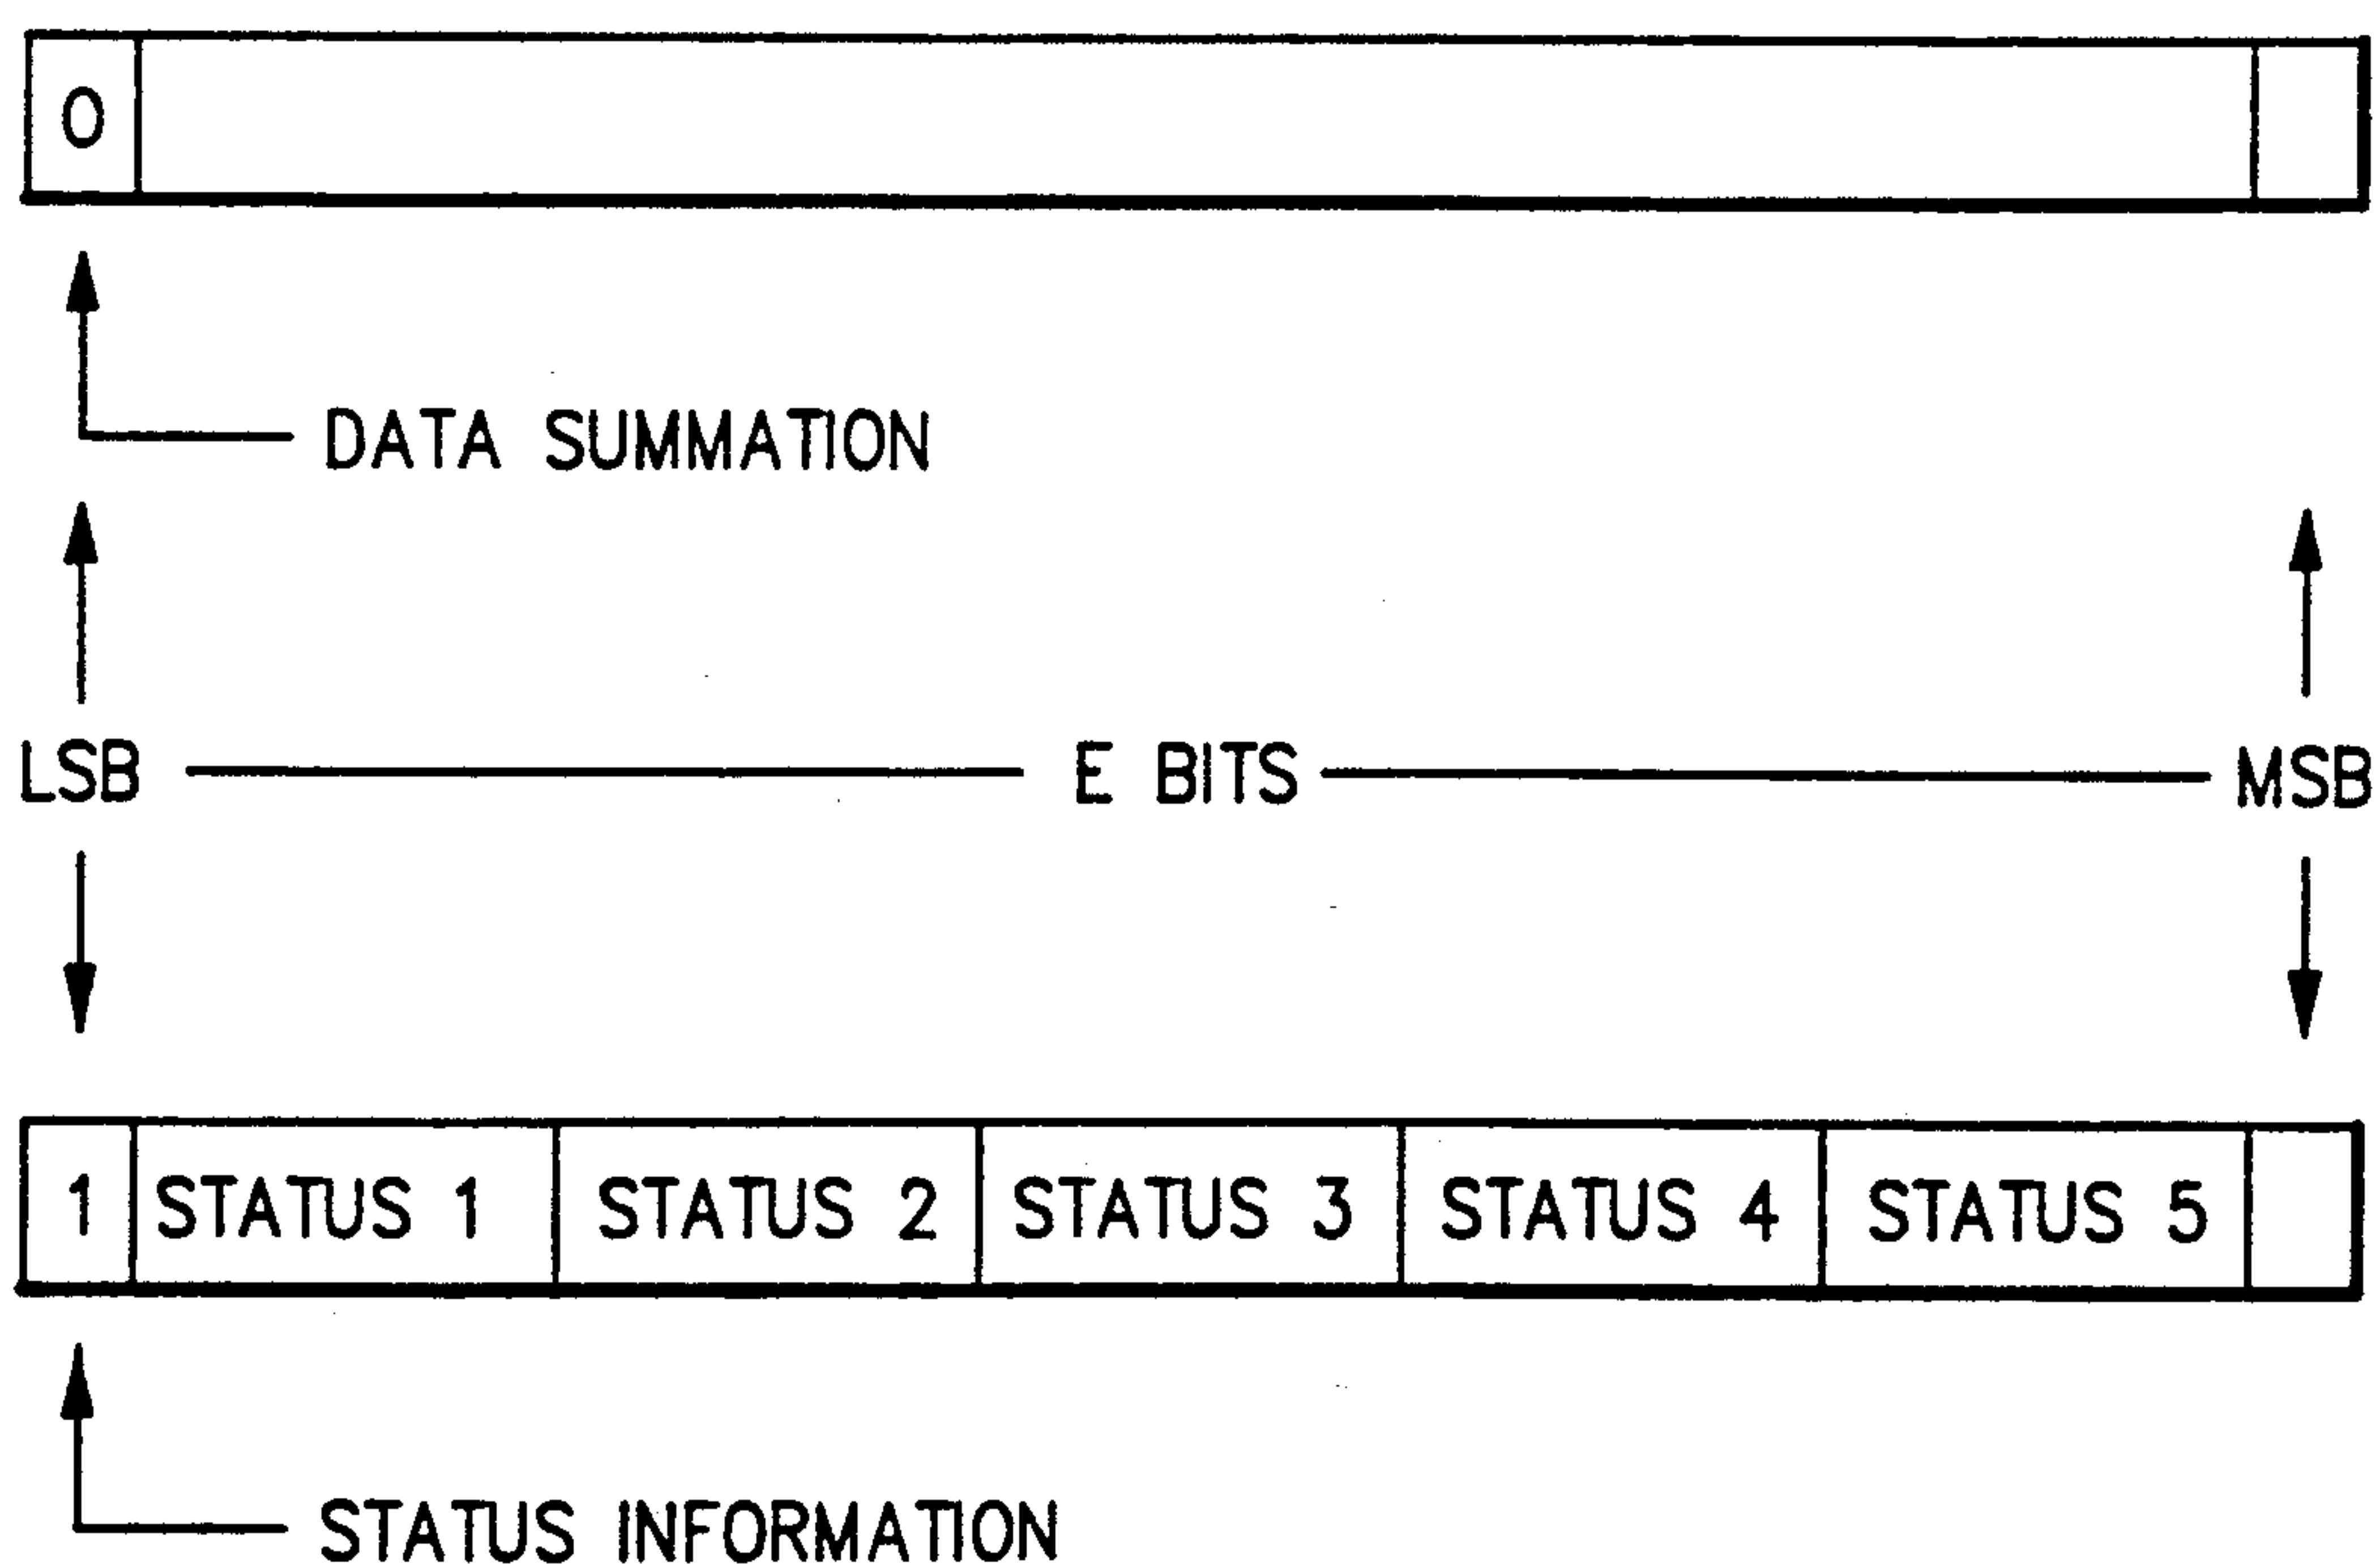 0
DATA SUMMATION
LSB E BITS MSB
1 STATUS 1 STATUS 2 STATUS 3 STATUS 4 STATUS 5
STATUS INFORMATION